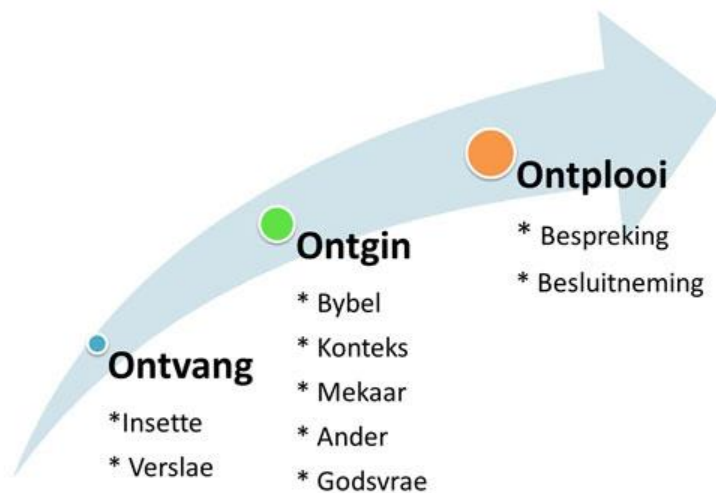 Ontvang
*Insette
* Verslae
Ontgin
* Bybel
* Konteks
* Mekaar
* Ander
* Godsvrae
Ontplooi
* Bespreking
* Besluitneming